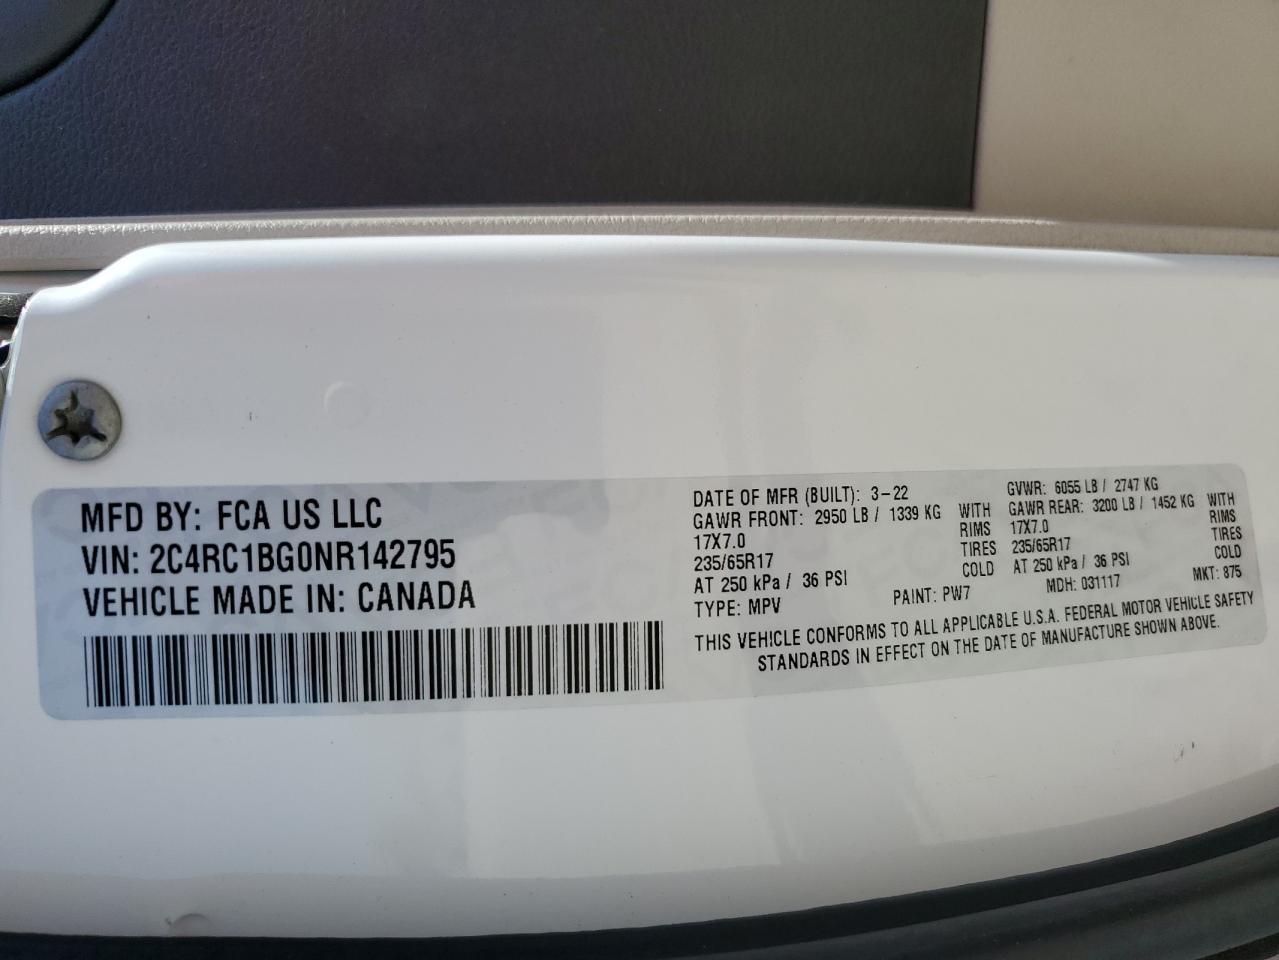 MFD BY: FCA US LLC
VIN: 2C4RC1BG0NR142795
VEHICLE MADE IN: CANADA
DATE OF MFR (BUILT): 3-22
GAWR FRONT: 2950 LB / 1339 KG WITH
17X7.0 RIMS
235/65R17 TIRES
AT 250 kPa / 36 PSI COLD
TYPE: MPV PAINT: PW7
GVWR: 6055 LB / 2747 KG
GAWR REAR: 3200 LB / 1452 KG WITH
17X7.0 RIMS
235/65R17 TIRES
AT 250 kPa / 36 PSI COLD
MDH: 031117 MKT: 875
THIS VEHICLE CONFORMS TO ALL APPLICABLE U.S.A. FEDERAL MOTOR VEHICLE SAFETY
STANDARDS IN EFFECT ON THE DATE OF MANUFACTURE SHOWN ABOVE.